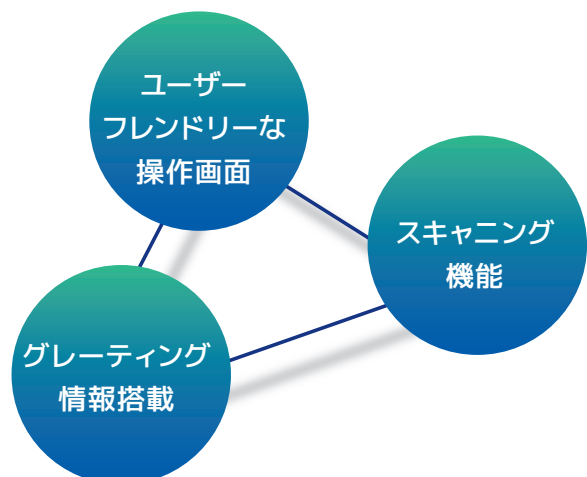 ユーザー
フレンドリーな
操作画面
スキャニング
機能
グレーティング
情報搭載